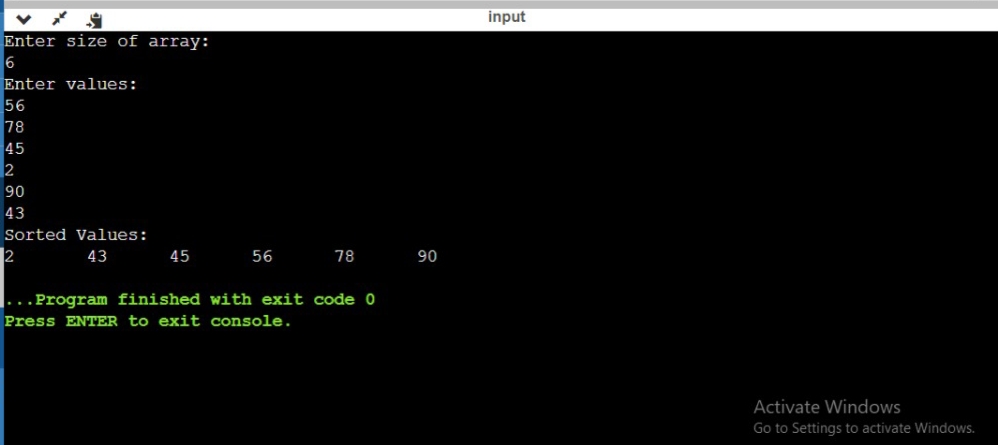 input
Enter size of array:
6
Enter values:
56
78
45
2
90
43
Sorted Values:
2 43 45 56 78 90
...Program finished with exit code 0
Press ENTER to exit console.
Activate Windows
Go to Settings to activate Windows.